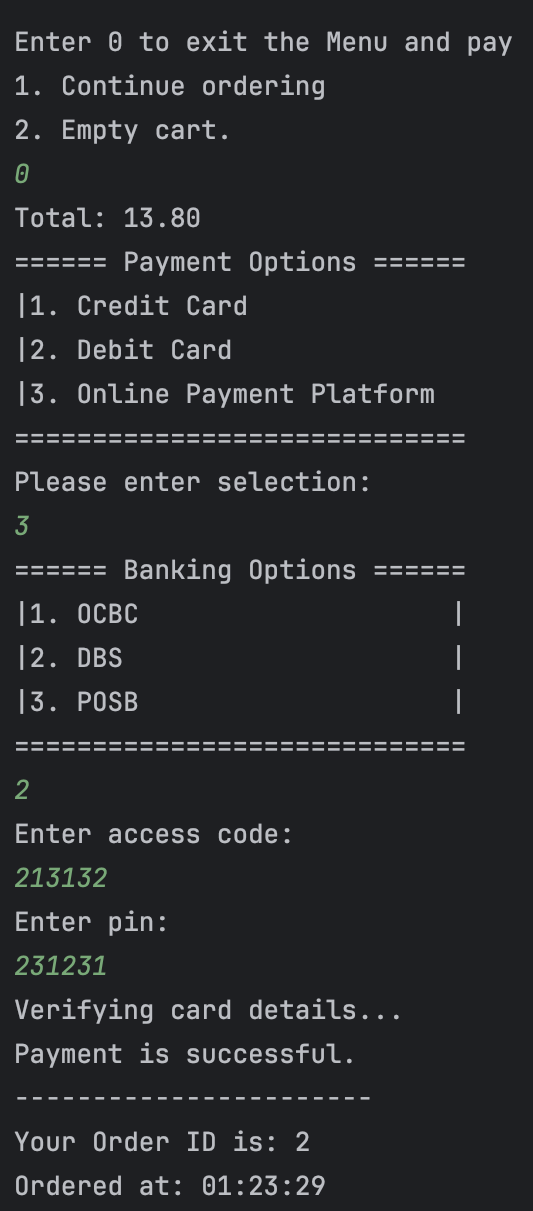 Enter 0 to exit the Menu and pay
1. Continue ordering
2. Empty cart.
0
Total: 13.80
====== Payment Options ======
|1. Credit Card
|2. Debit Card
|3. Online Payment Platform
=============================
Please enter selection:
3
====== Banking Options ======
|1. OCBC                    |
|2. DBS                     |
|3. POSB                    |
=============================
2
Enter access code:
213132
Enter pin:
231231
Verifying card details...
Payment is successful.
-----------------------
Your Order ID is: 2
Ordered at: 01:23:29